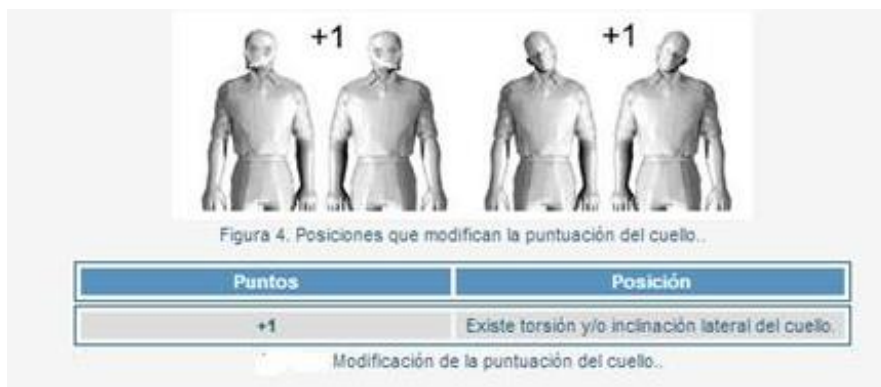 +1 +1
Figura 4. Posiciones que modifican la puntuación del cuello..
Puntos Posición
+1 Existe torsión y/o inclinación lateral del cuello.
Modificación de la puntuación del cuello..